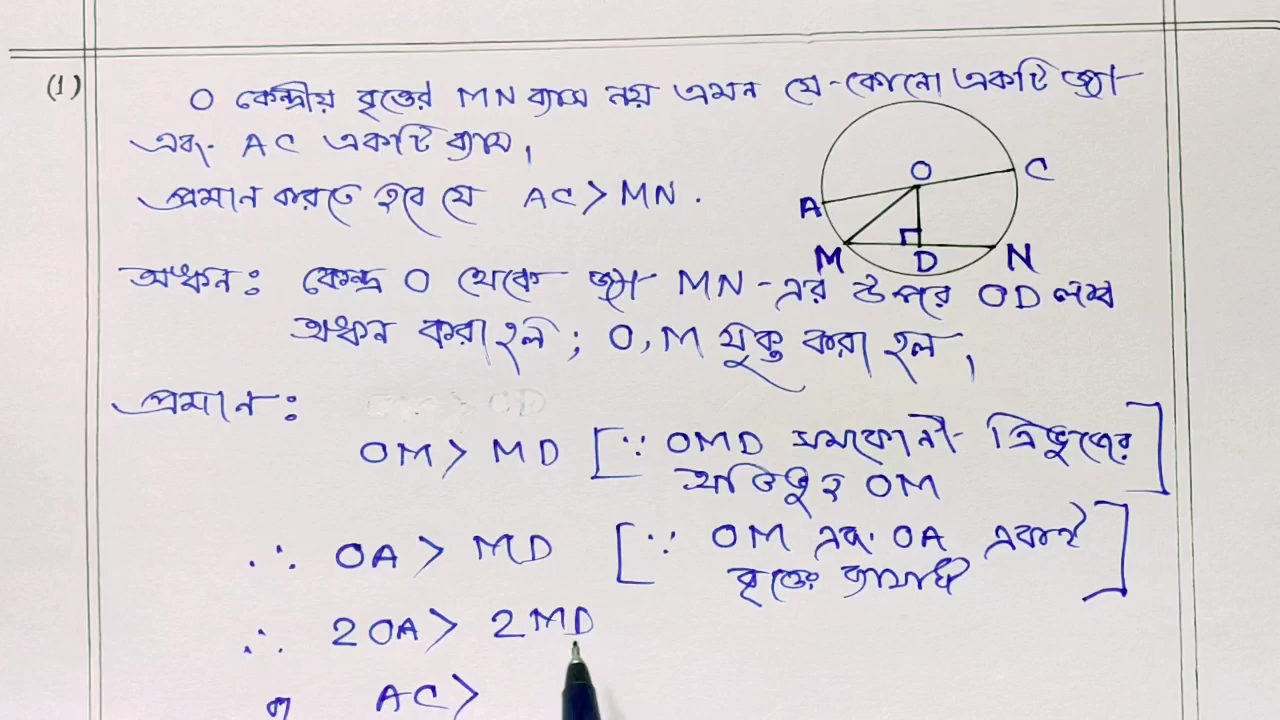 (1) O কেন্দ্রীয় বৃত্তের MN ব্যাস নয় এমন যে-কোনো একটি জ্যা
এবং AC একটি ব্যাস।
প্রমান করতে হবে যে AC > MN.
O
C
A
M
D
N
অঙ্কন: কেন্দ্র O থেকে জ্যা MN-এর উপরে OD লম্ব
অঙ্কন করা হল; O, M যুক্ত করা হল।
প্রমান:
OM > MD [∵ OMD সমকোনী ত্রিভুজের
অতিভুজ OM]
∴ OA > MD [∵ OM এবং OA একই
বৃত্তের ব্যাসার্ধ]
∴ 2OA > 2MD
বা AC >